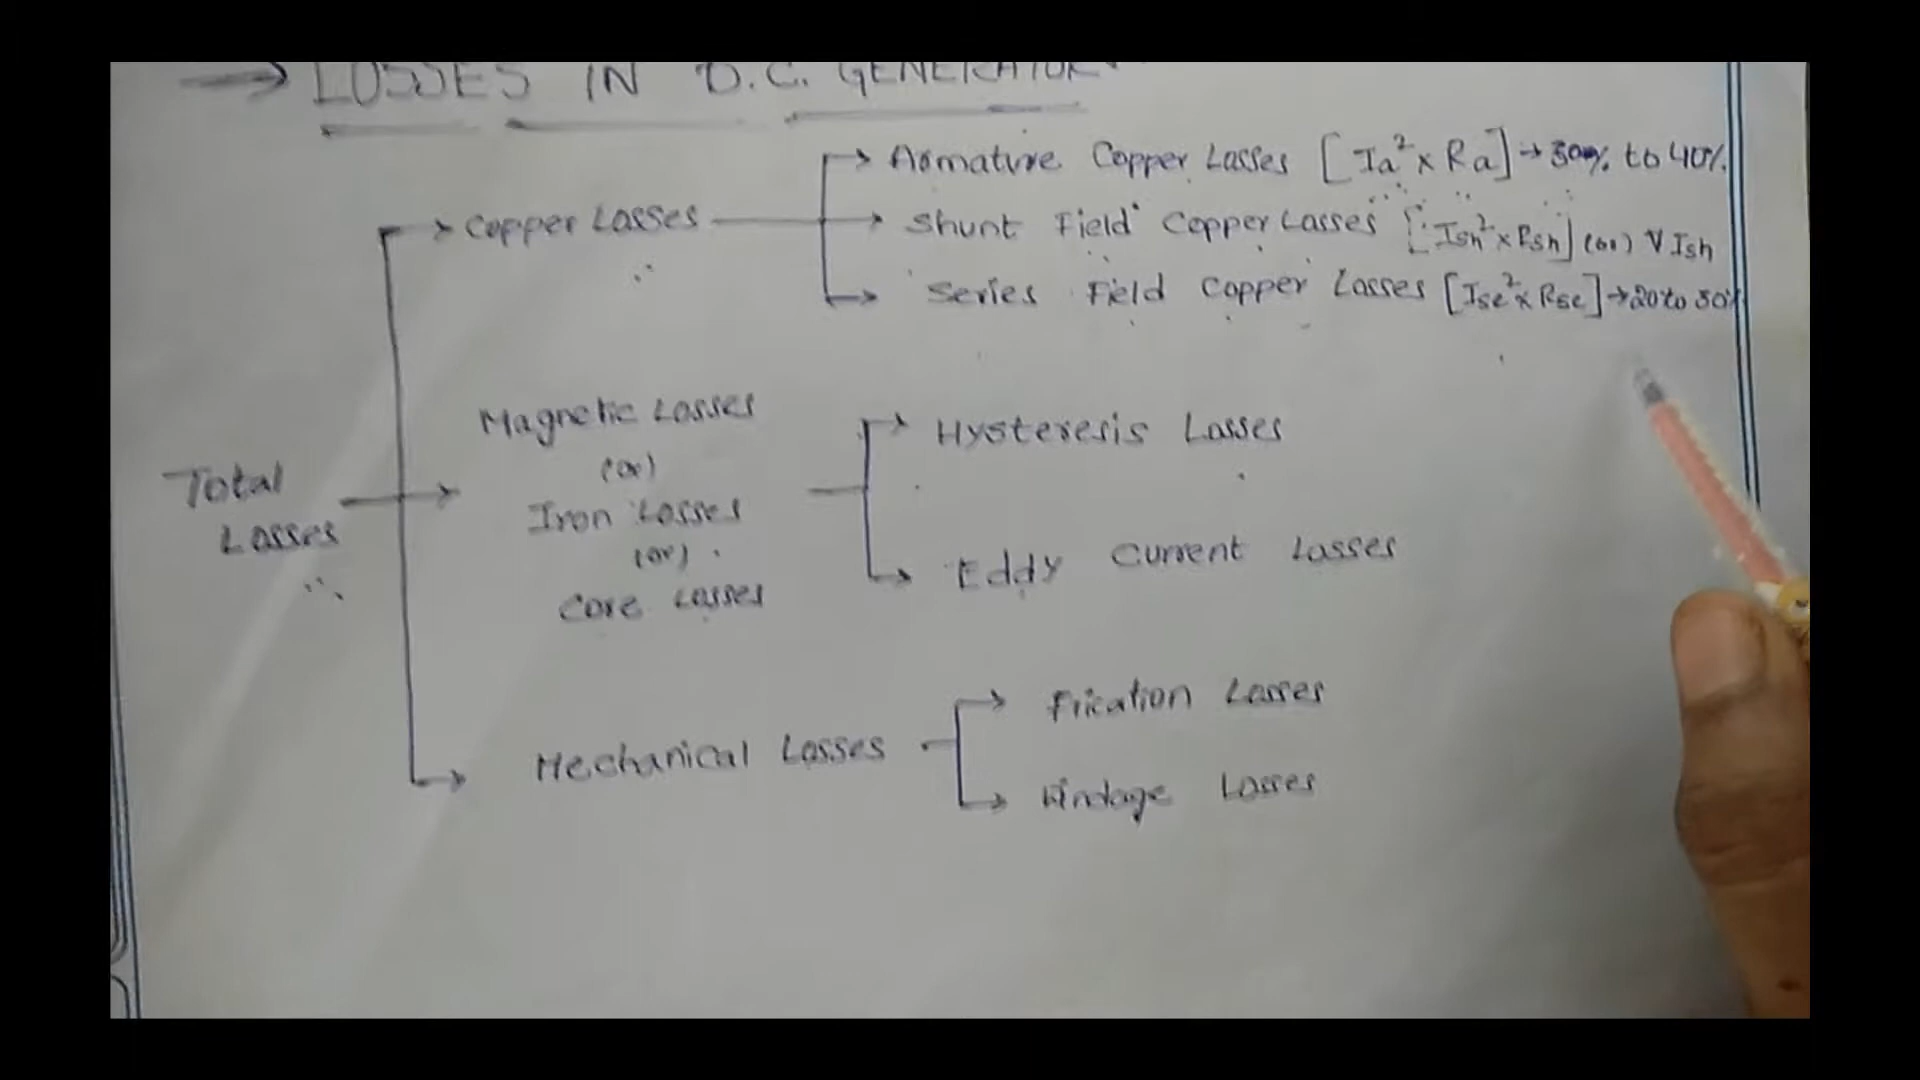 → LOSSES IN D.C. GENERATOR
→ Armature Copper Losses [Ia² x Ra] → 30% to 40%
→ Copper Losses
→ Shunt Field Copper Losses [Ish² x Rsh] (or) V Ish
→ Series Field Copper Losses [Ise² x Rse] → 20 to 30%
Magnetic Losses
(or)
→ Hysteresis Losses
Total
Losses
→ Iron Losses
(or)
→ Eddy Current Losses
Core Losses
→ Frication Losses
→ Mechanical Losses
→ Windage Losses